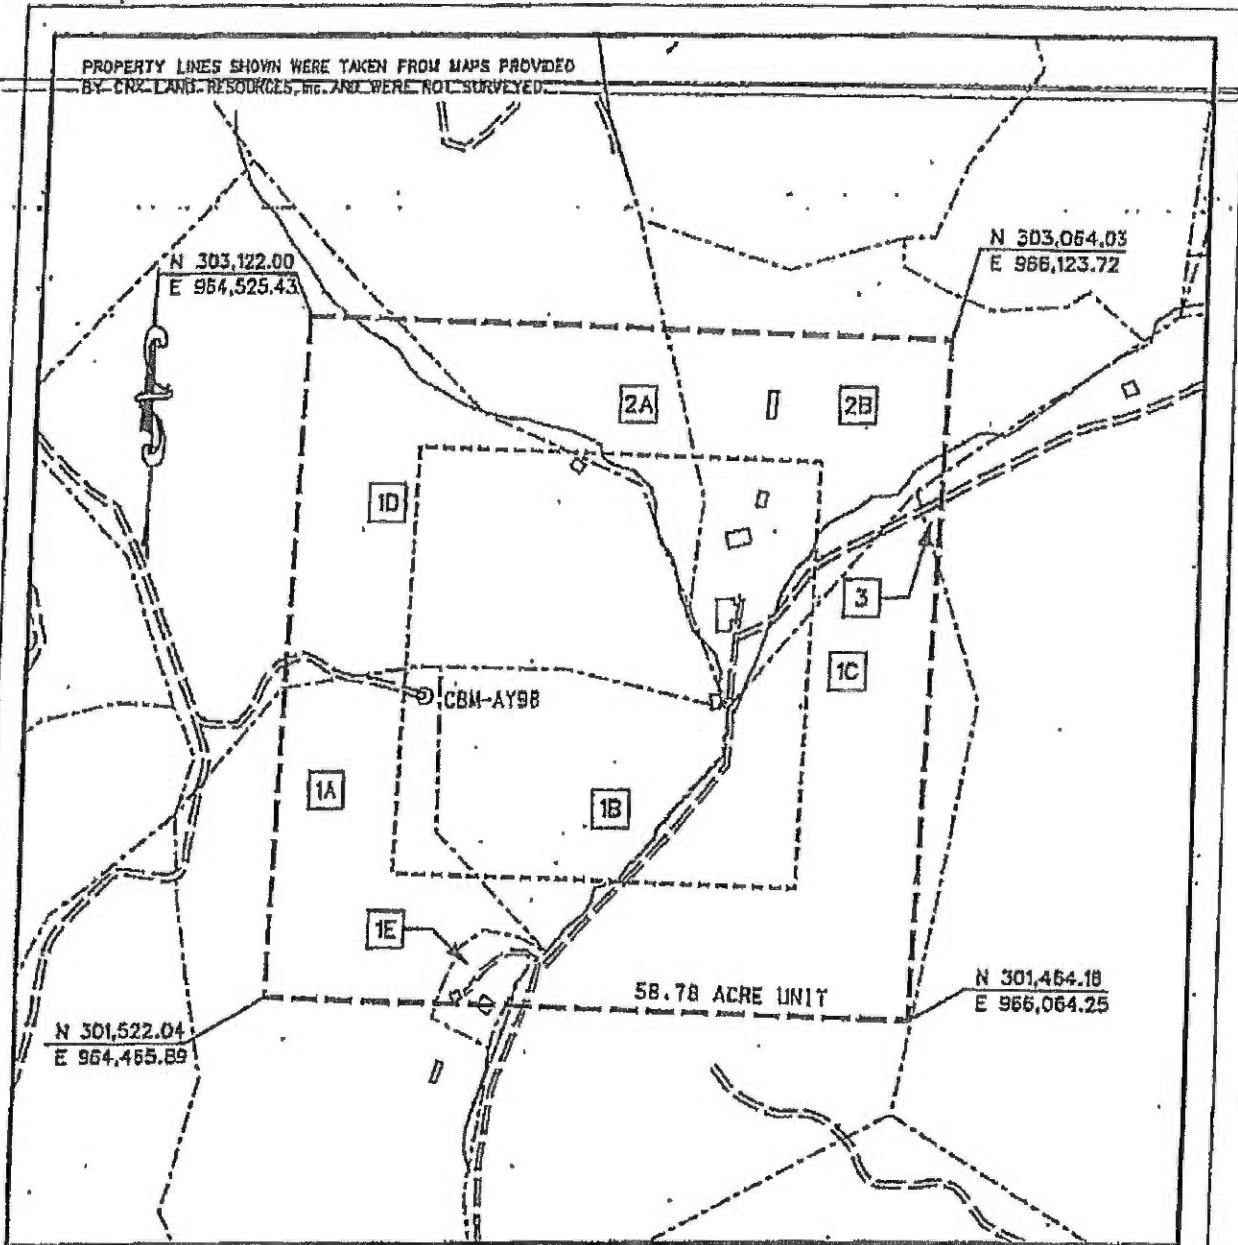 PROPERTY LINES SHOWN WERE TAKEN FROM MAPS PROVIDED
BY CNX LAND RESOURCES, INC. AND WERE NOT SURVEYED.
N 303,122.00
E 964,525.43
N 303,064.03
E 966,123.72
2A
2B
1D
3
1C
CBM-AY98
1A
1B
1E
58.78 ACRE UNIT
N 301,464.18
E 966,064.25
N 301,522.04
E 964,465.89